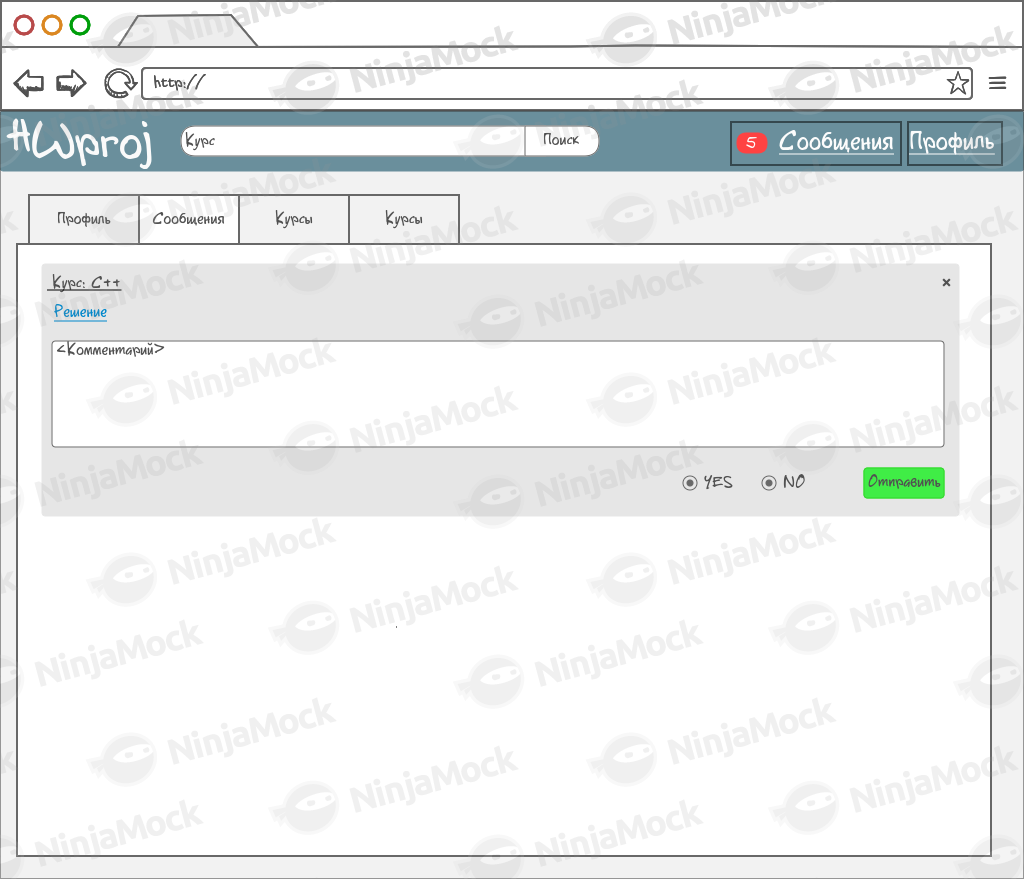 http://
HWproj
Курс
Поиск
5
Сообщения
Профиль
Профиль
Сообщения
Курсы
Курсы
Курс: C++
×
Решение
<Комментарий>
YES
NO
Отправить
NinjaMock